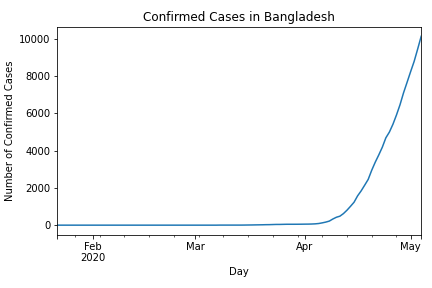 Confirmed Cases in Bangladesh
Number of Confirmed Cases
10000
8000
6000
4000
2000
0
Feb
2020
Mar
Apr
May
Day